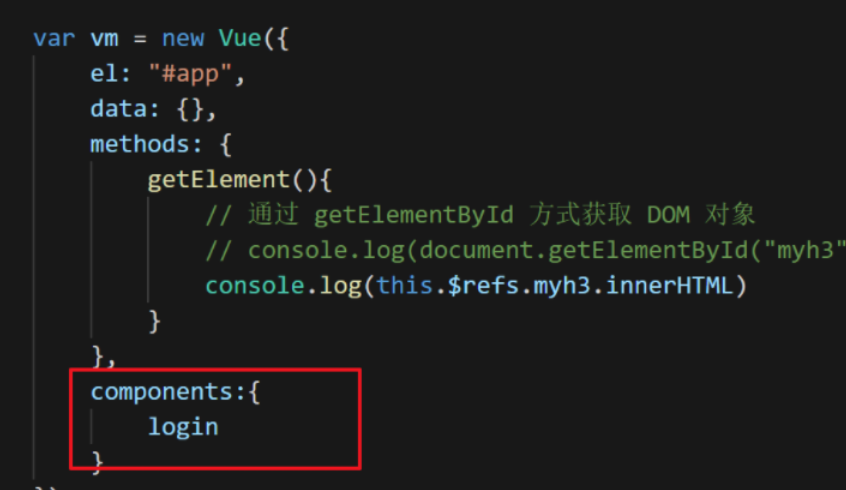 var vm = new Vue({
el: "#app",
data: {},
methods: {
getElement(){
// 通过 getElementById 方式获取 DOM 对象
// console.log(document.getElementById("myh3"
console.log(this.$refs.myh3.innerHTML)
}
},
components:{
login
}
})